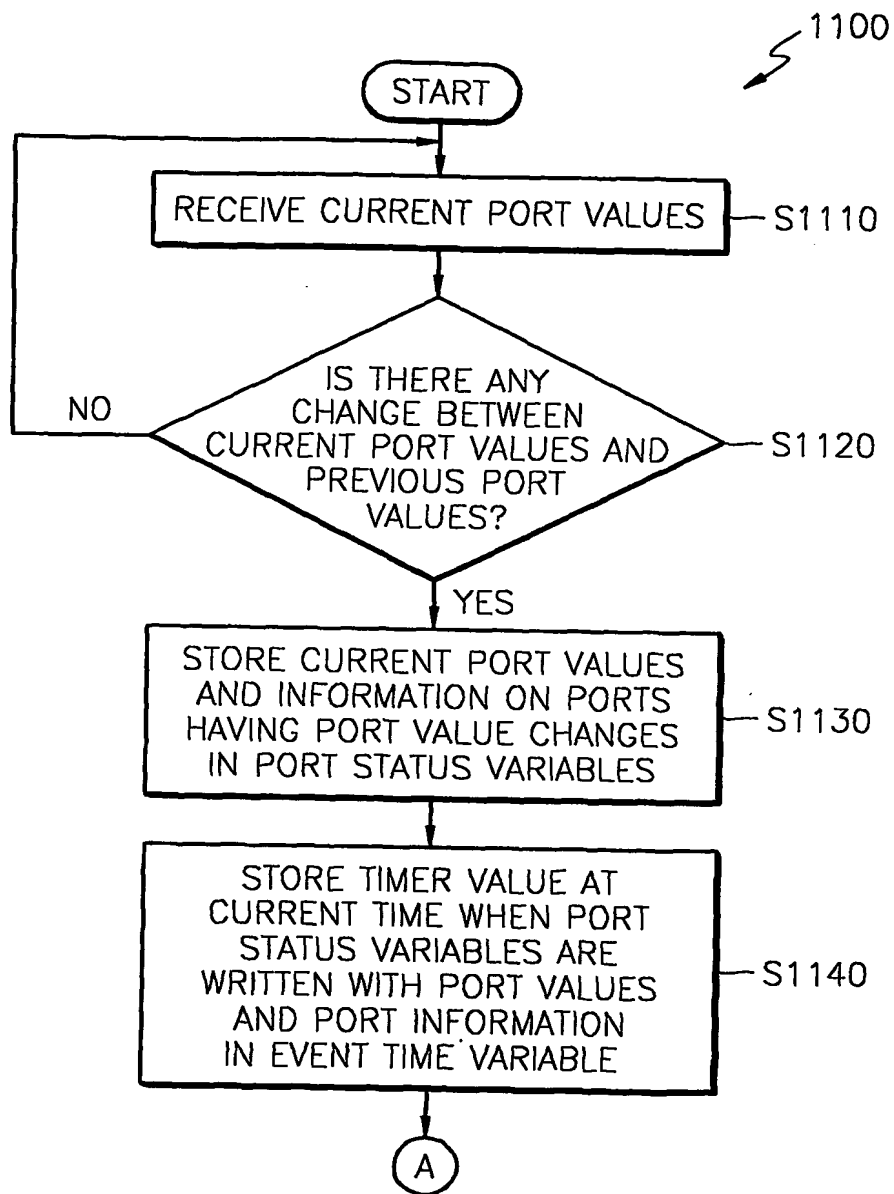 1100
START
RECEIVE CURRENT PORT VALUES
S1110
IS THERE ANY
CHANGE BETWEEN
CURRENT PORT VALUES AND
PREVIOUS PORT
VALUES?
NO
S1120
YES
STORE CURRENT PORT VALUES
AND INFORMATION ON PORTS
HAVING PORT VALUE CHANGES
IN PORT STATUS VARIABLES
S1130
STORE TIMER VALUE AT
CURRENT TIME WHEN PORT
STATUS VARIABLES ARE
WRITTEN WITH PORT VALUES
AND PORT INFORMATION
IN EVENT TIME VARIABLE
S1140
A